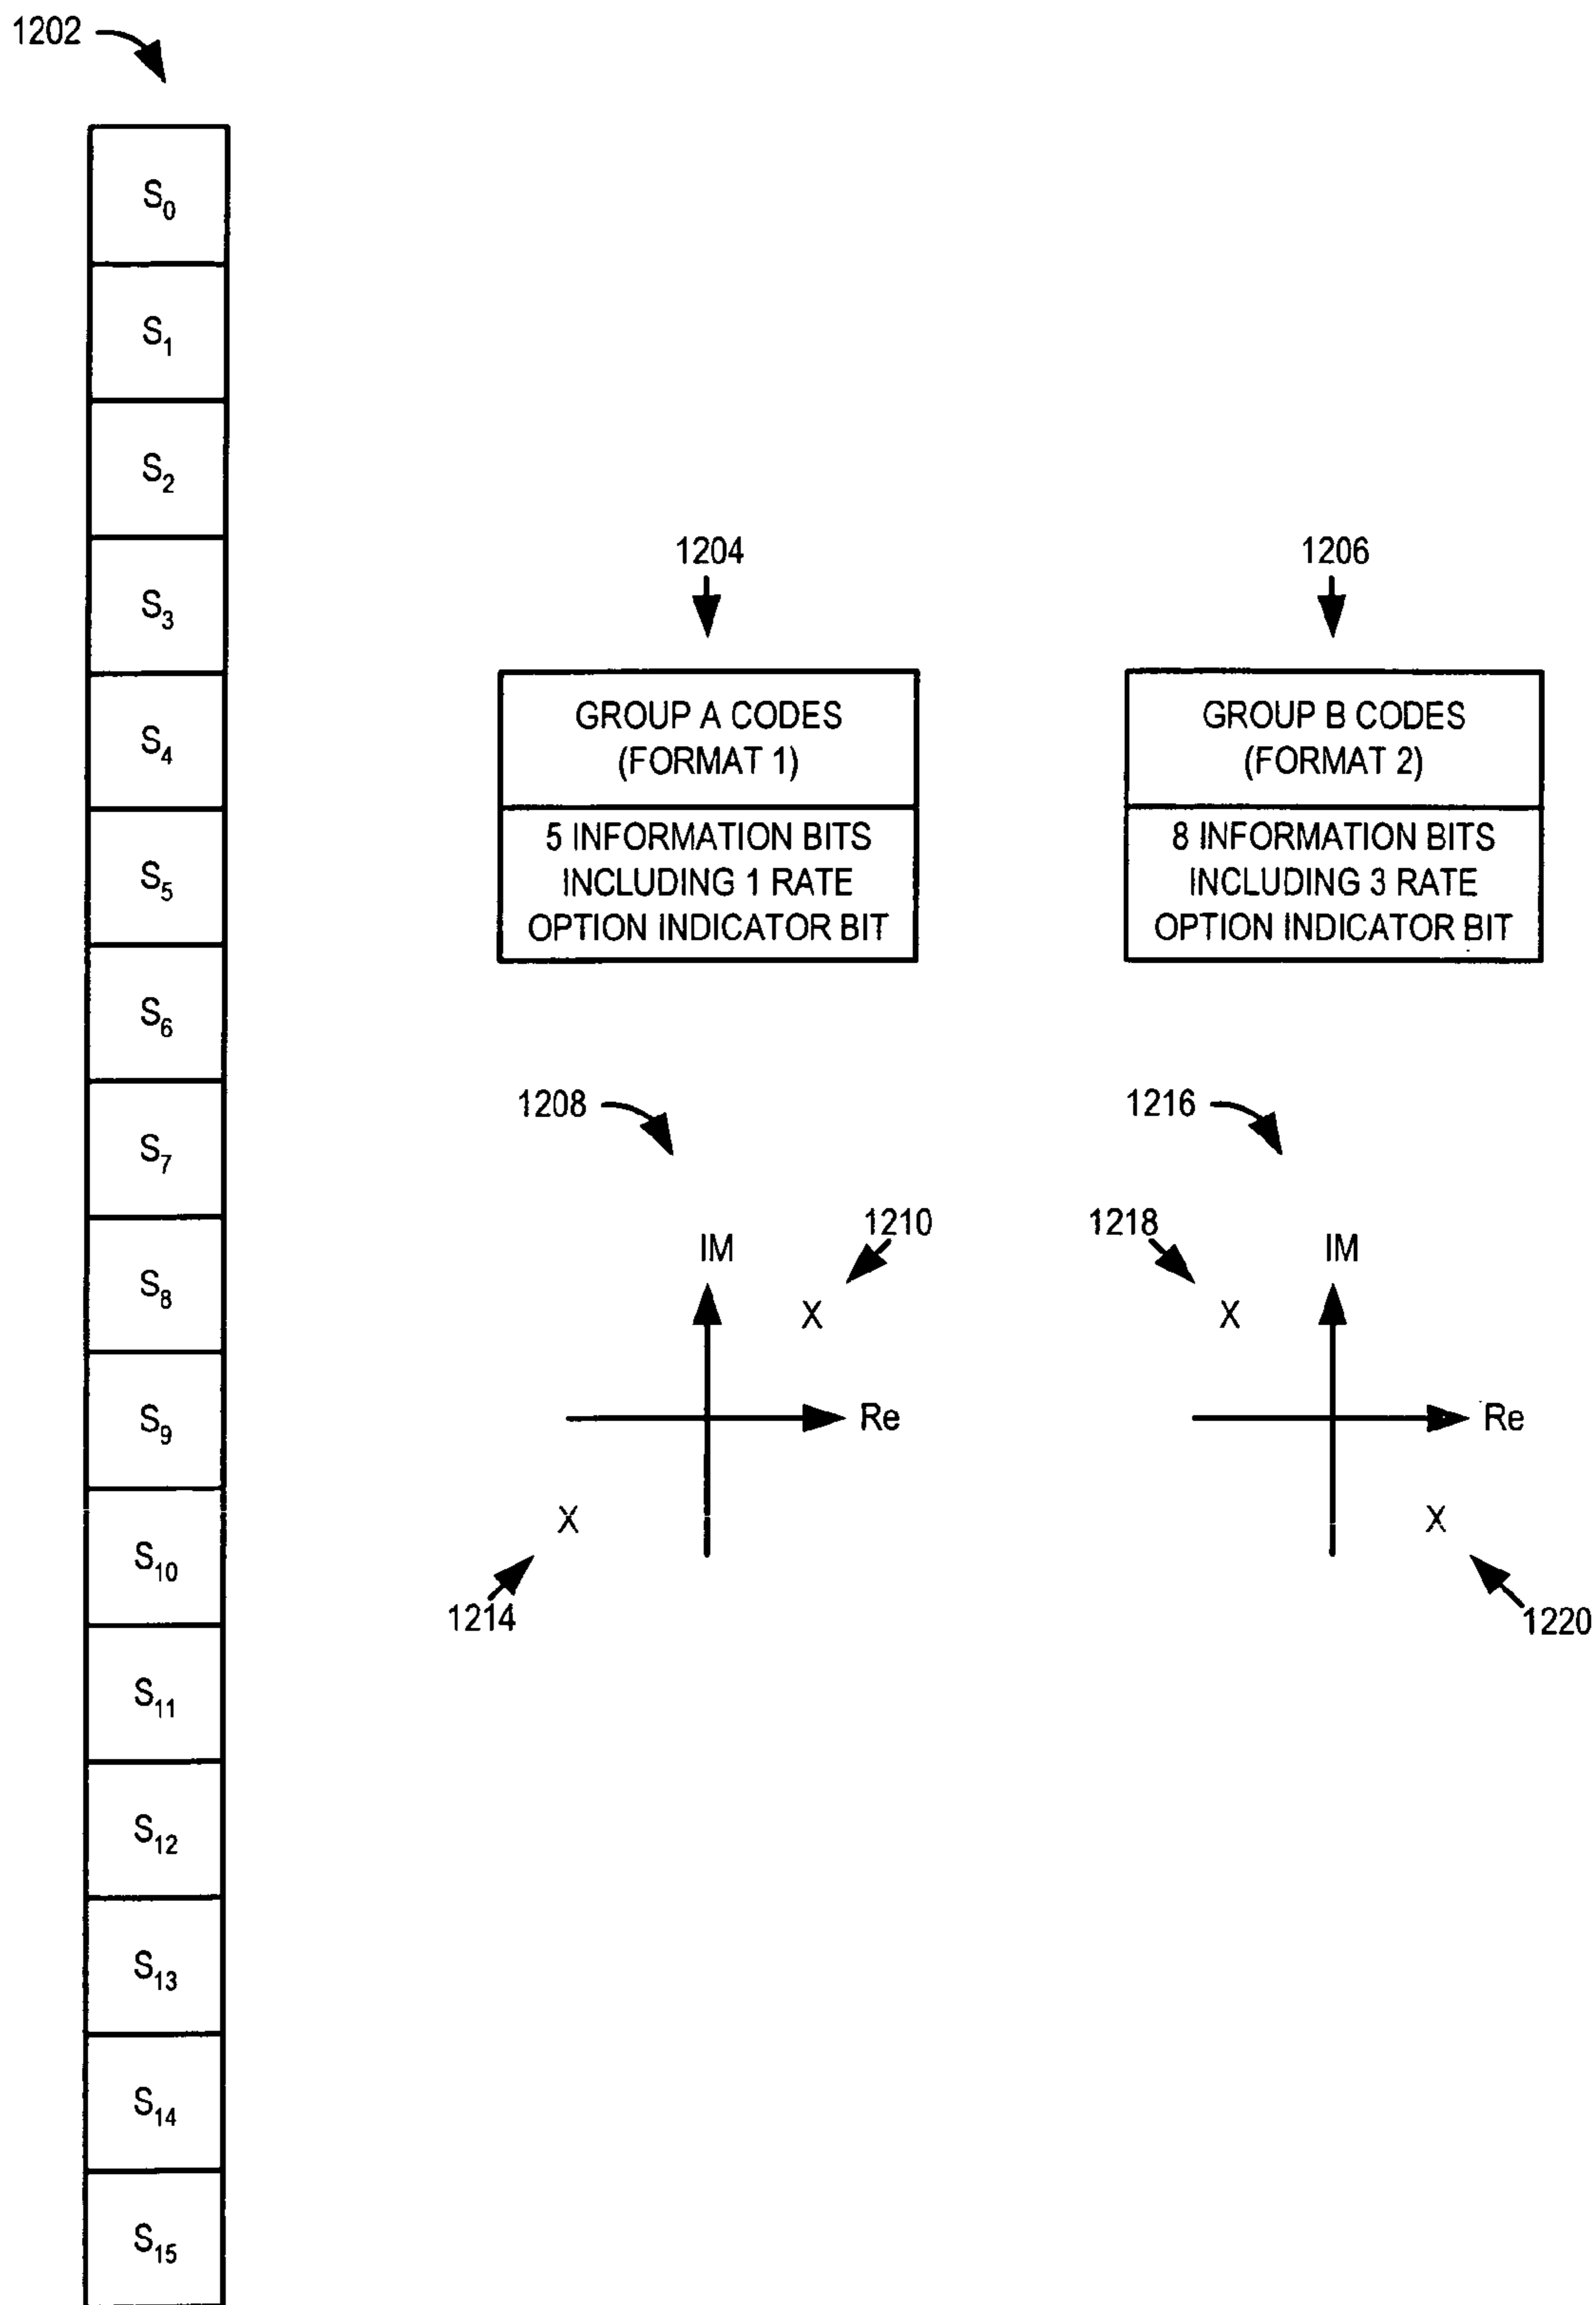 1202
S0
S1
S2
S3
S4
S5
S6
S7
S8
S9
S10
S11
S12
S13
S14
S15
1204
GROUP A CODES
(FORMAT 1)
5 INFORMATION BITS
INCLUDING 1 RATE
OPTION INDICATOR BIT
1206
GROUP B CODES
(FORMAT 2)
8 INFORMATION BITS
INCLUDING 3 RATE
OPTION INDICATOR BIT
1208
1210
IM
X
Re
X
1214
1216
1218
IM
X
Re
X
1220